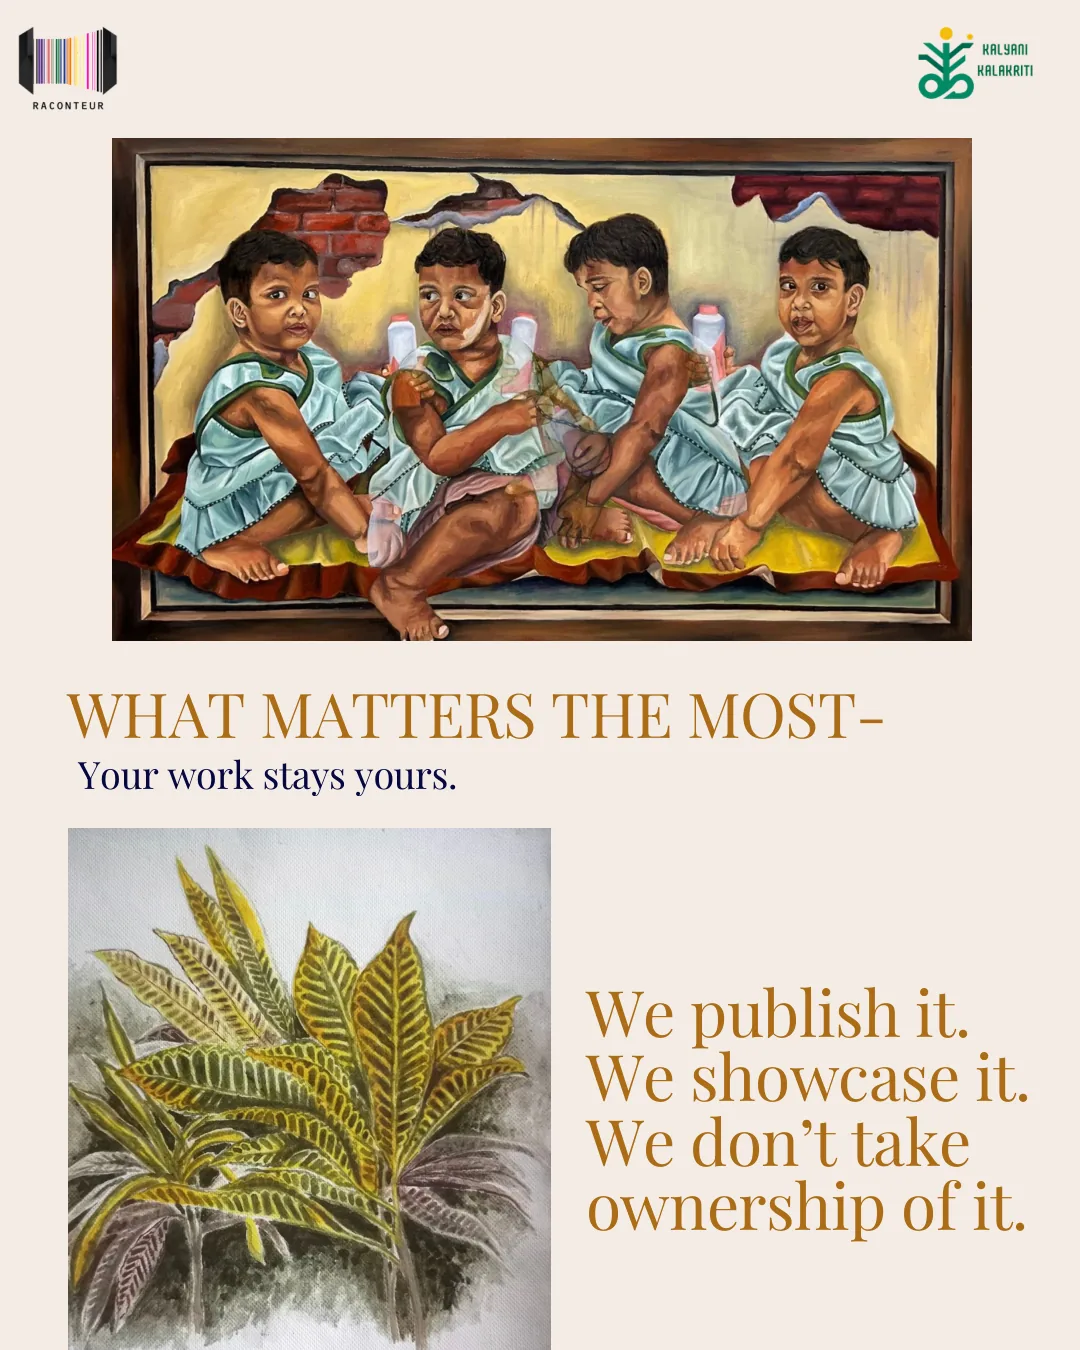 RACONTEUR
KALYANI
KALAKRITI
WHAT MATTERS THE MOST-
Your work stays yours.
We publish it.
We showcase it.
We don’t take
ownership of it.